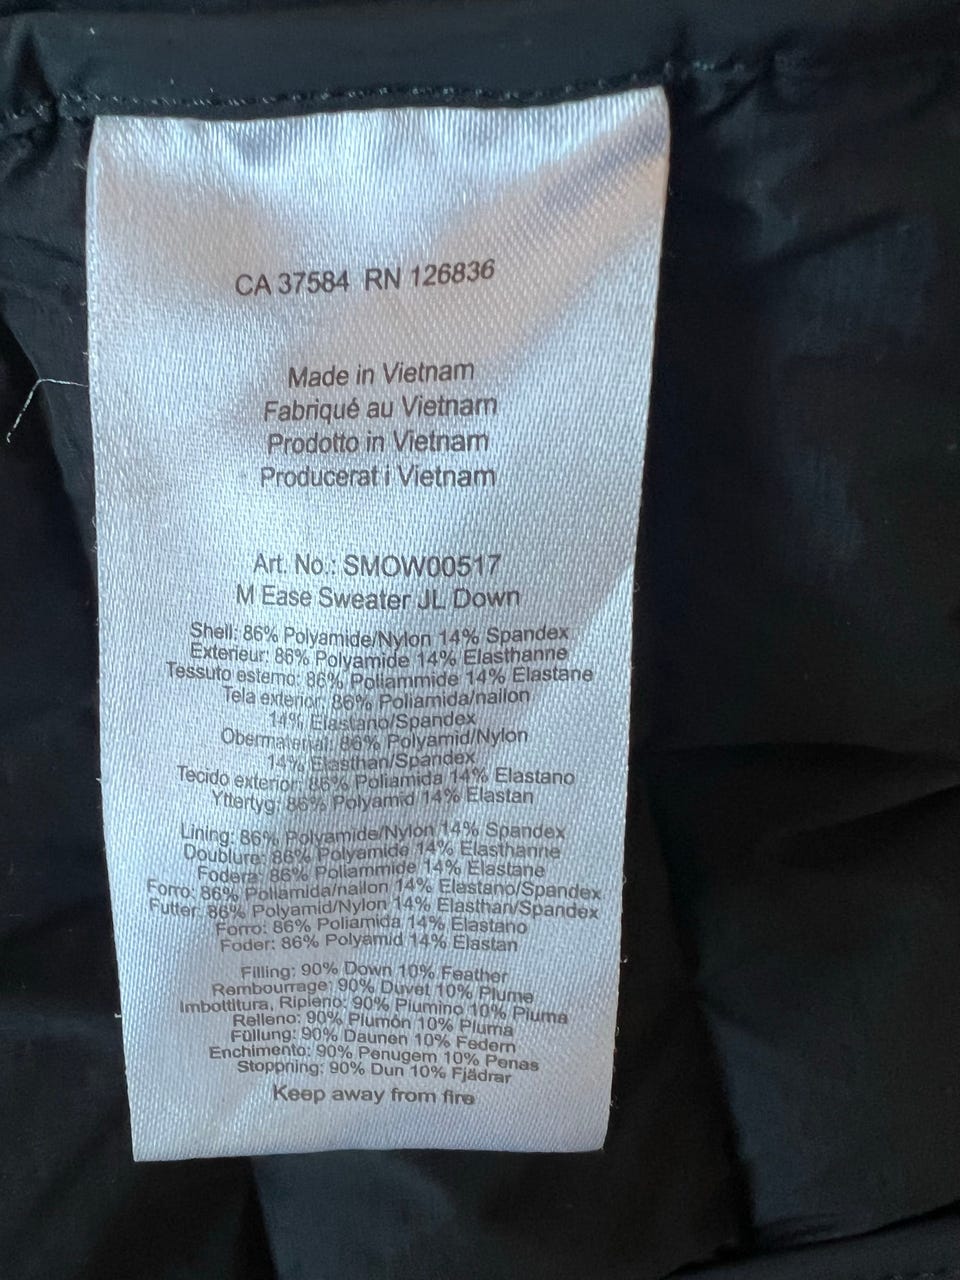 CA 37584 RN 126836
Made in Vietnam
Fabriqué au Vietnam
Prodotto in Vietnam
Producerat i Vietnam
Art. No.: SMOW00517
M Ease Sweater JL Down
Shell: 86% Polyamide/Nylon 14% Spandex
Exterieur: 86% Polyamide 14% Elasthanne
Tessuto esterno: 86% Poliammide 14% Elastane
Tela exterior: 86% Poliamida/nailon
14% Elastano/Spandex
Obermaterial: 86% Polyamid/Nylon
14% Elasthan/Spandex
Tecido exterior: 86% Poliamida 14% Elastano
Yttertyg: 86% Polyamid 14% Elastan
Lining: 86% Polyamide/Nylon 14% Spandex
Doublure: 86% Polyamide 14% Elasthanne
Fodera: 86% Poliammide 14% Elastane
Forro: 86% Poliamida/nailon 14% Elastano/Spandex
Futter: 86% Polyamid/Nylon 14% Elasthan/Spandex
Forro: 86% Poliamida 14% Elastano
Foder: 86% Polyamid 14% Elastan
Filling: 90% Down 10% Feather
Rembourrage: 90% Duvet 10% Plume
Imbottitura, Ripieno: 90% Piumino 10% Piuma
Relleno: 90% Plumón 10% Pluma
Füllung: 90% Daunen 10% Federn
Enchimento: 90% Penugem 10% Penas
Stoppning: 90% Dun 10% Fjädrar
Keep away from fire